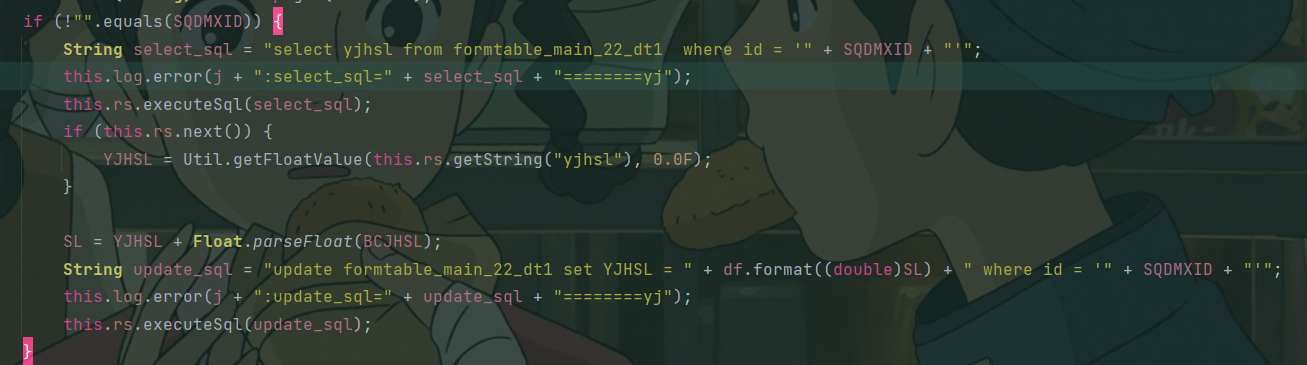 if (!"".equals(SQDMXID)) {
    String select_sql = "select yjhsl from formtable_main_22_dt1  where id = '" + SQDMXID + "'";
    this.log.error(j + ":select_sql=" + select_sql + "========yj");
    this.rs.executeSql(select_sql);
    if (this.rs.next()) {
        YJHSL = Util.getFloatValue(this.rs.getString("yjhsl"), 0.0F);
    }
    SL = YJHSL + Float.parseFloat(BCJHSL);
    String update_sql = "update formtable_main_22_dt1 set YJHSL = " + df.format((double)SL) + " where id = '" + SQDMXID + "'";
    this.log.error(j + ":update_sql=" + update_sql + "========yj");
    this.rs.executeSql(update_sql);
}